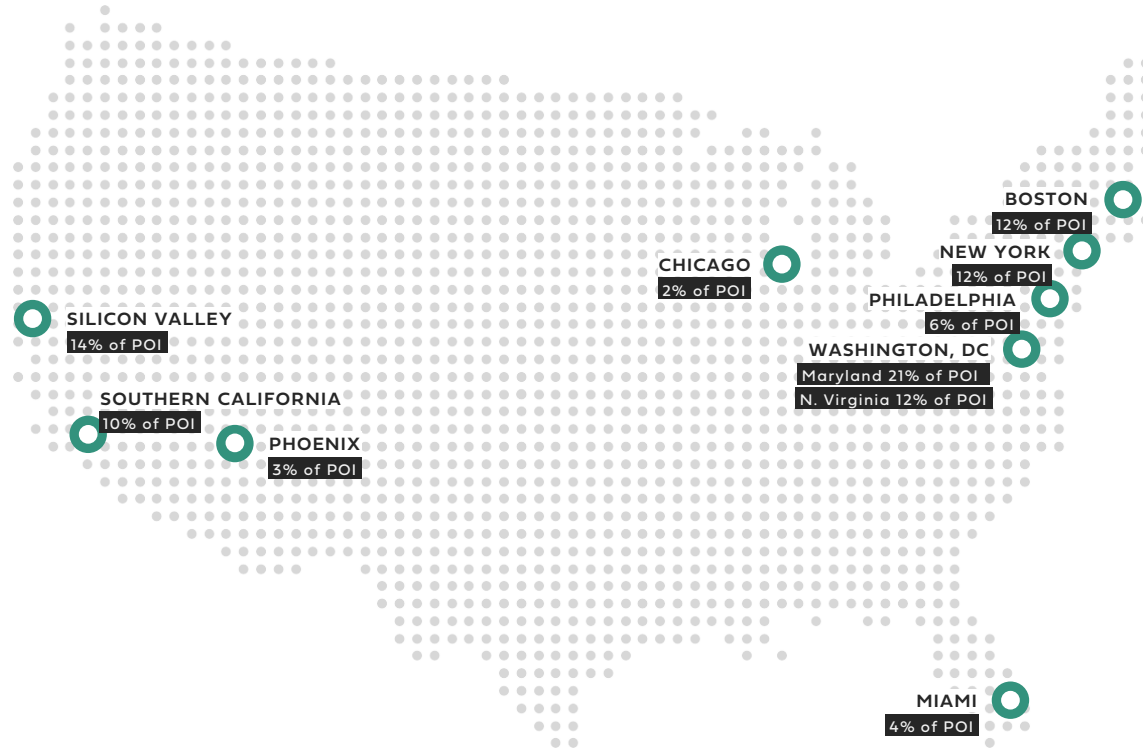 BOSTON
12% of POI
NEW YORK
12% of POI
CHICAGO
2% of POI
PHILADELPHIA
6% of POI
SILICON VALLEY
14% of POI
WASHINGTON, DC
Maryland 21% of POI
N. Virginia 12% of POI
SOUTHERN CALIFORNIA
10% of POI
PHOENIX
3% of POI
MIAMI
4% of POI